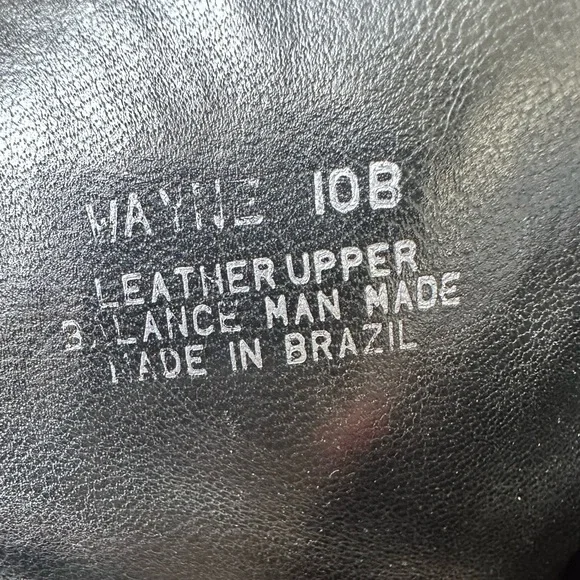 WAYNE 10B
LEATHER UPPER
BALANCE MAN MADE
MADE IN BRAZIL